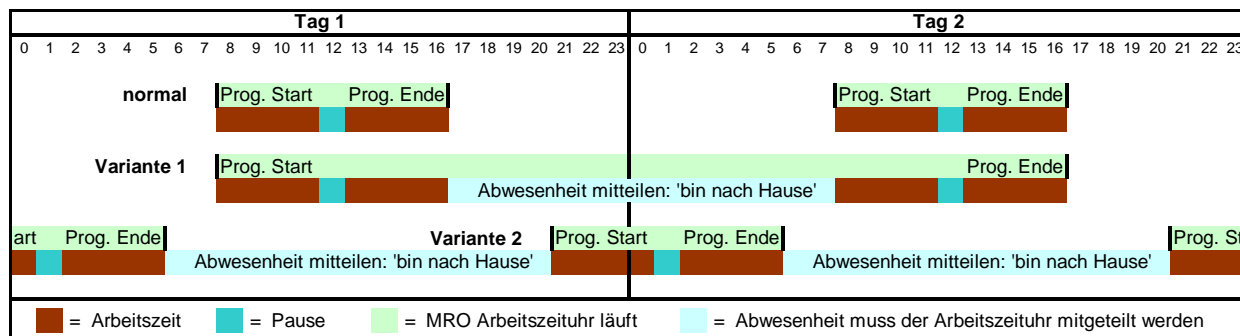 Tag 1 Tag 2
0 1 2 3 4 5 6 7 8 9 10 11 12 13 14 15 16 17 18 19 20 21 22 23 0 1 2 3 4 5 6 7 8 9 10 11 12 13 14 15 16 17 18 19 20 21 22 23
normal Prog. Start Prog. Ende Prog. Start Prog. Ende
Variante 1 Prog. Start Prog. Ende
Abwesenheit mitteilen: 'bin nach Hause'
art Prog. Ende Variante 2 Prog. Start Prog. Ende Prog. St
Abwesenheit mitteilen: 'bin nach Hause' Abwesenheit mitteilen: 'bin nach Hause'
= Arbeitszeit = Pause = MRO Arbeitszeituhr läuft = Abwesenheit muss der Arbeitszeituhr mitgeteilt werden